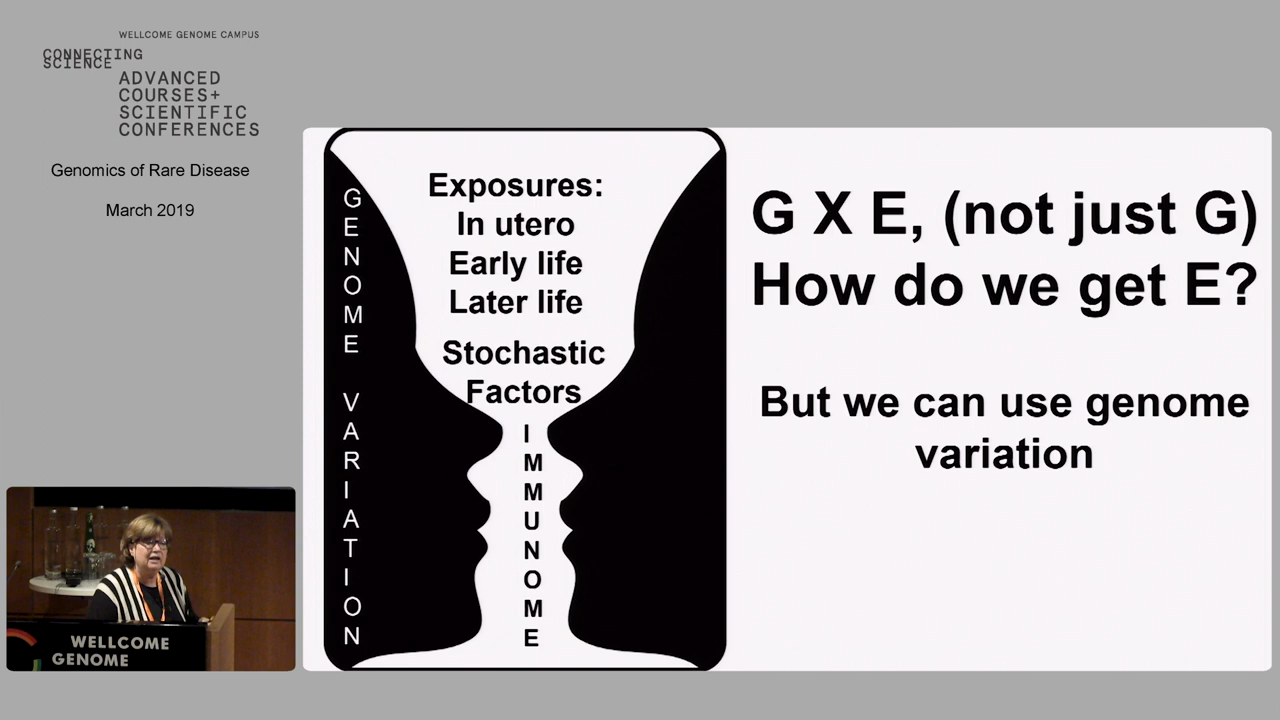 WELLCOME GENOME CAMPUS
CONNECTING
SCIENCE
ADVANCED
COURSES+
SCIENTIFIC
CONFERENCES
Genomics of Rare Disease
March 2019
GENOME VARIATION
Exposures:
In utero
Early life
Later life
Stochastic
Factors
IMMUNOME
G X E, (not just G)
How do we get E?
But we can use genome
variation
WELLCOME
GENOME